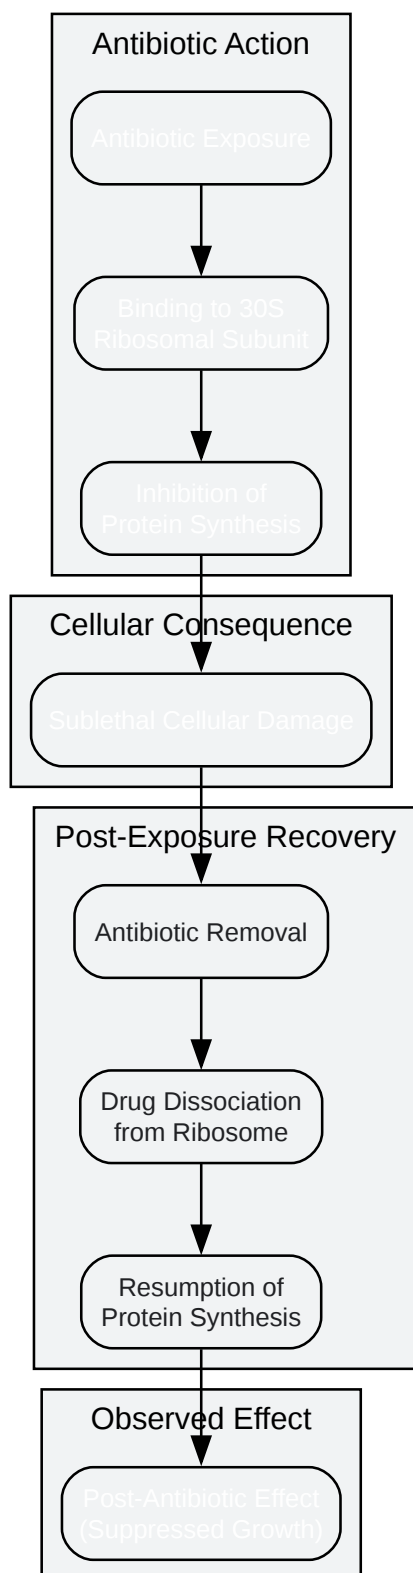 Antibiotic Action
Antibiotic Exposure
Binding to 30S
Ribosomal Subunit
Inhibition of
Protein Synthesis
Cellular Consequence
Sublethal Cellular Damage
Post-Exposure Recovery
Antibiotic Removal
Drug Dissociation
from Ribosome
Resumption of
Protein Synthesis
Observed Effect
Post-Antibiotic Effect
(Suppressed Growth)